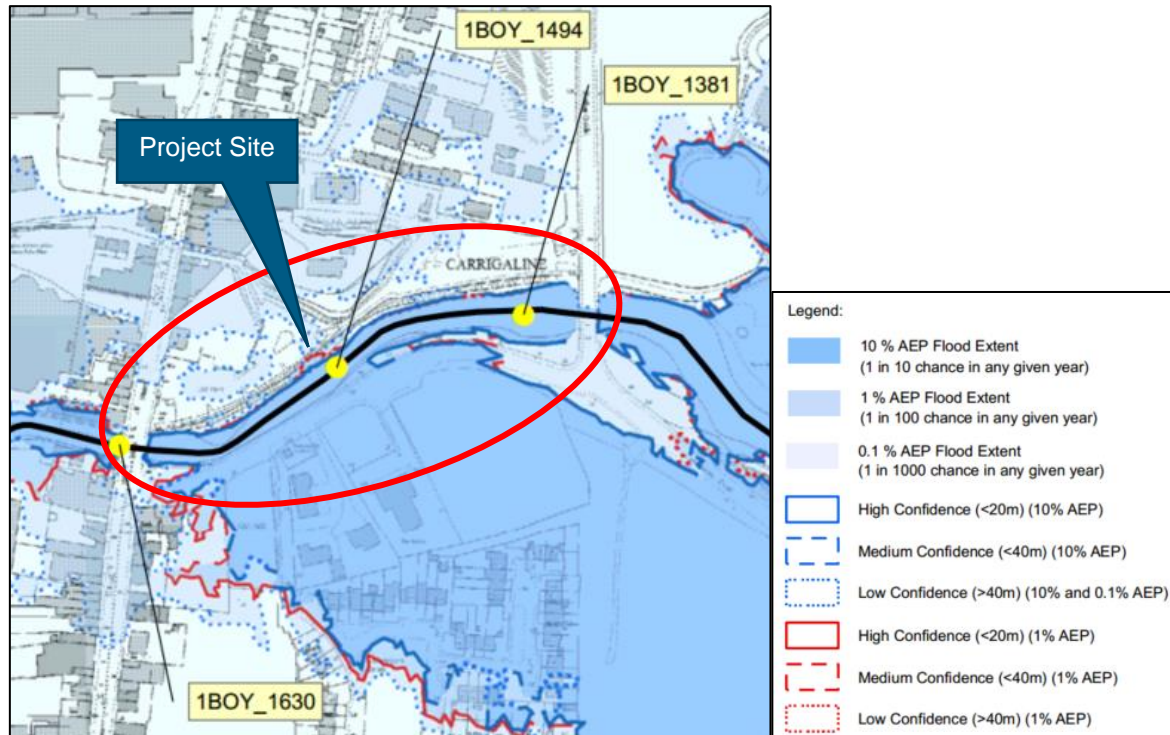 1BOY_1494
1BOY_1381
Project Site
CARRIGALINE
1BOY_1630
Legend:
10 % AEP Flood Extent
(1 in 10 chance in any given year)
1 % AEP Flood Extent
(1 in 100 chance in any given year)
0.1 % AEP Flood Extent
(1 in 1000 chance in any given year)
High Confidence (<20m) (10% AEP)
Medium Confidence (<40m) (10% AEP)
Low Confidence (>40m) (10% and 0.1% AEP)
High Confidence (<20m) (1% AEP)
Medium Confidence (<40m) (1% AEP)
Low Confidence (>40m) (1% AEP)